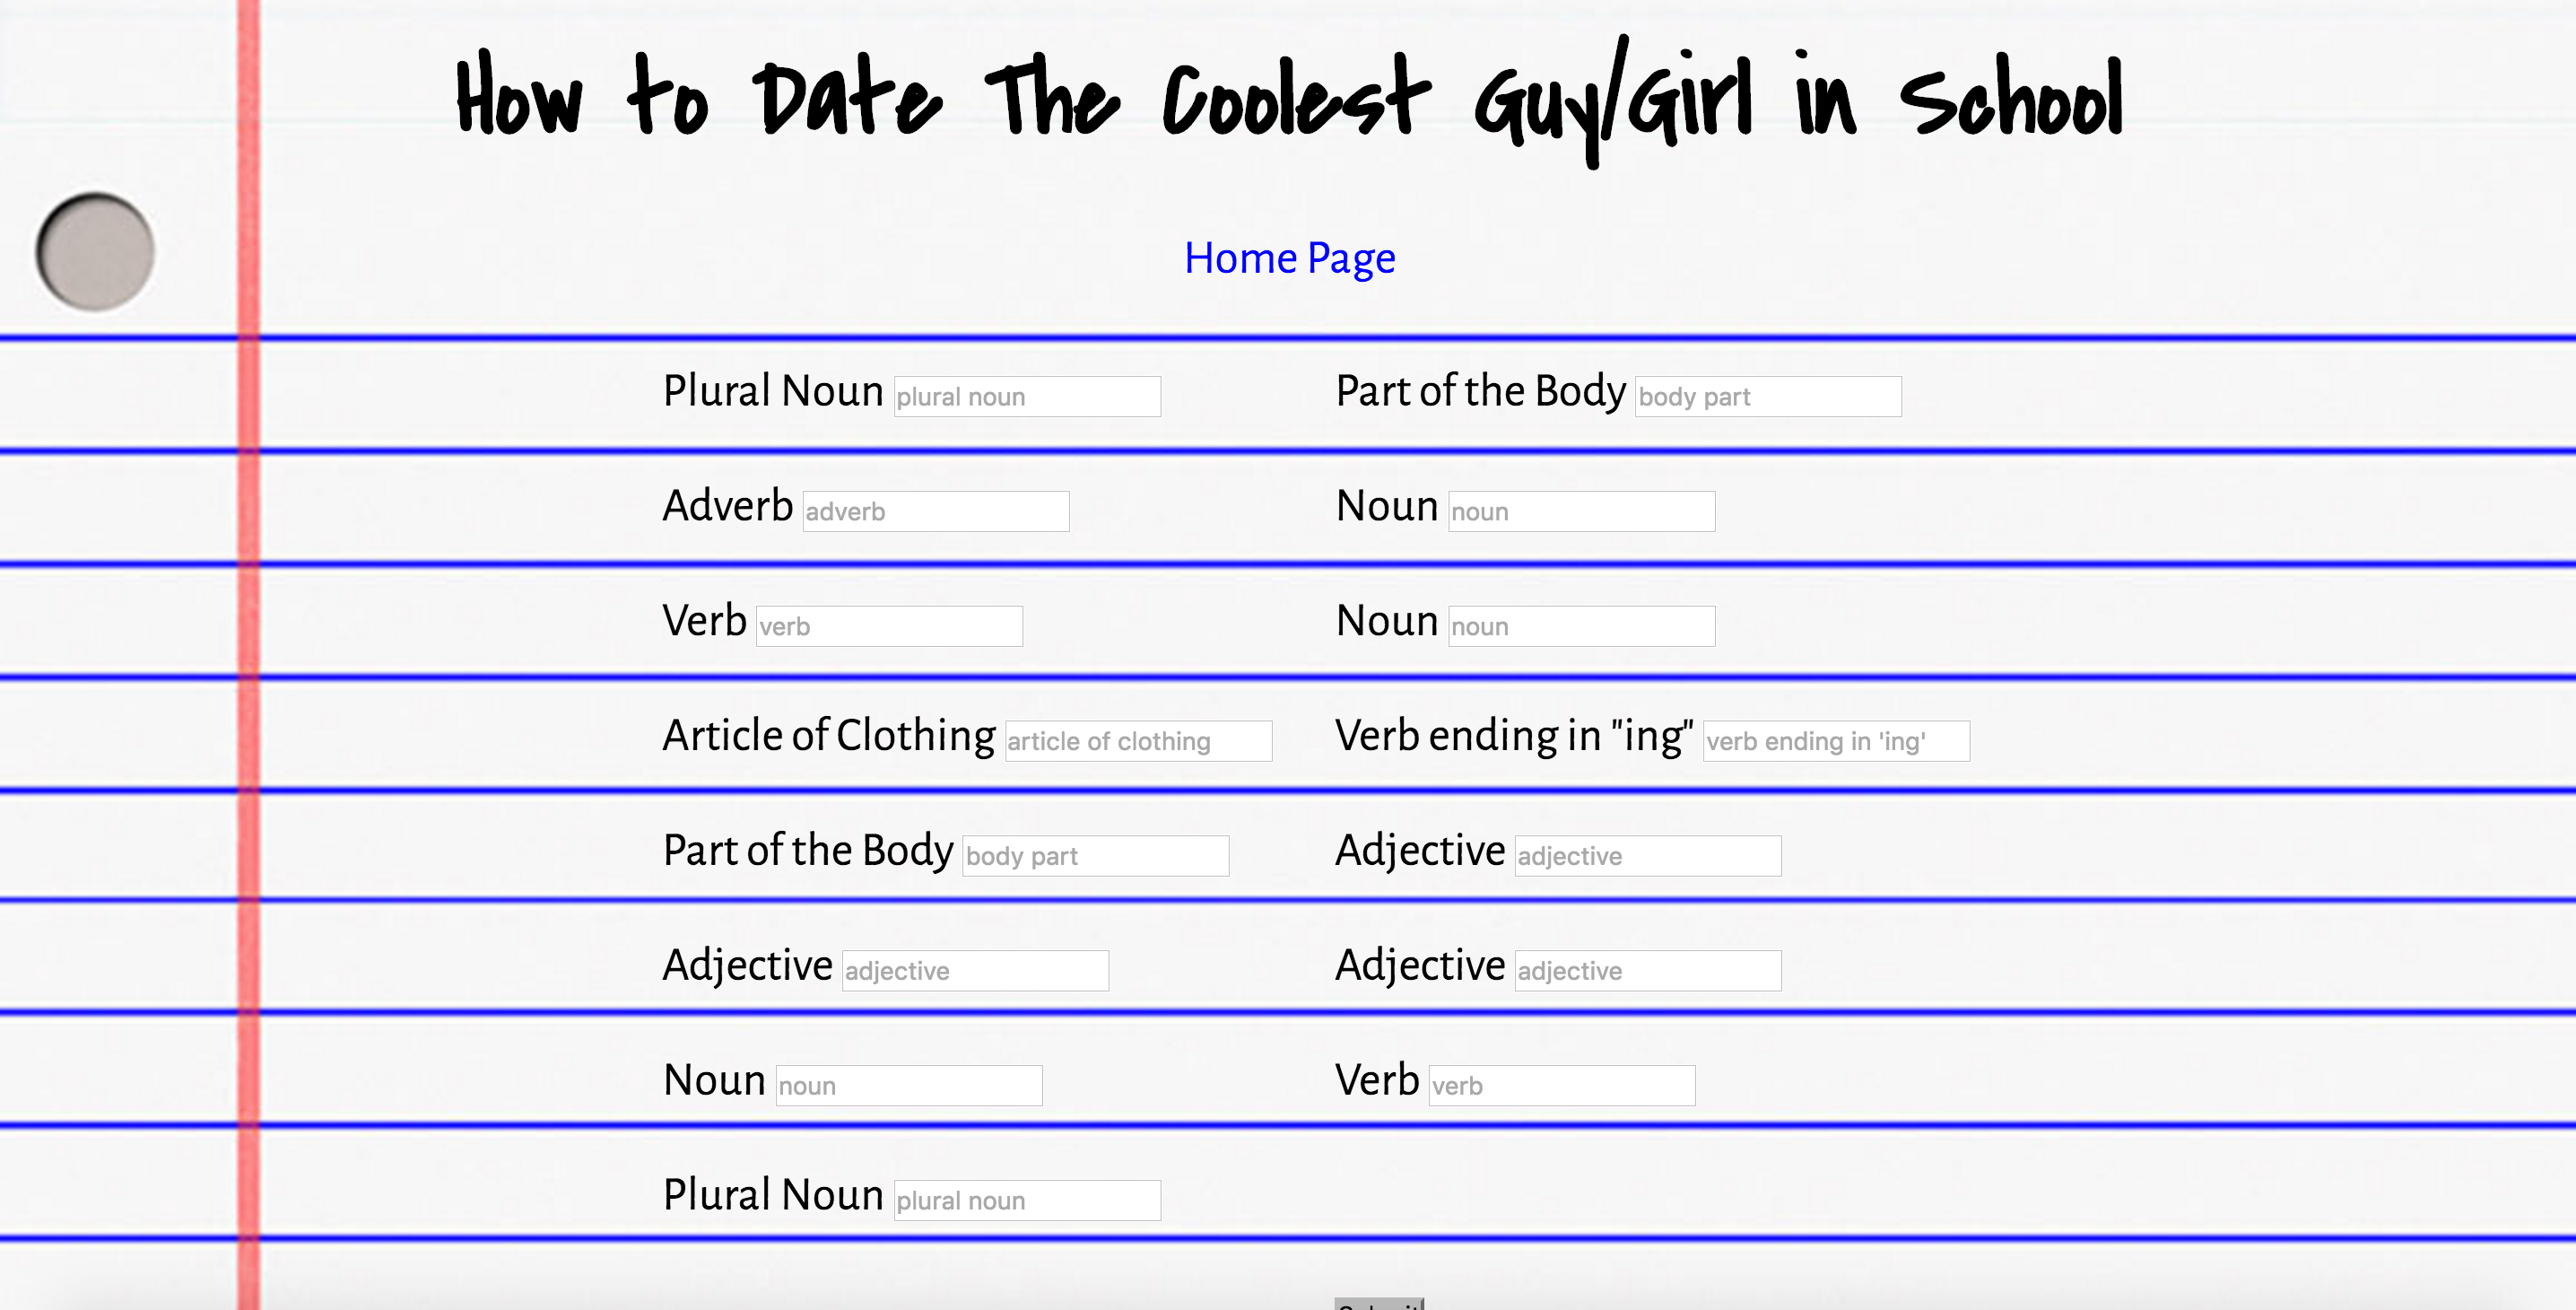 How to Date The Coolest Guy/Girl in School
Home Page
Plural Noun plural noun
Part of the Body body part
Adverb adverb
Noun noun
Verb verb
Noun noun
Article of Clothing article of clothing
Verb ending in "ing" verb ending in 'ing'
Part of the Body body part
Adjective adjective
Adjective adjective
Adjective adjective
Noun noun
Verb verb
Plural Noun plural noun